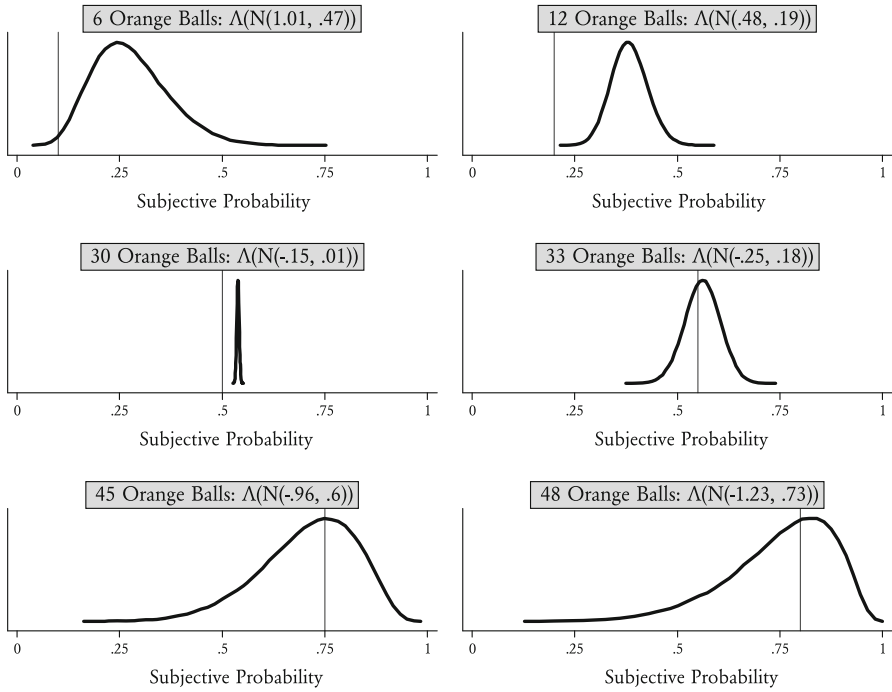 6 Orange Balls: Λ(N(1.01, .47))
0 .25 .5 .75 1
Subjective Probability
12 Orange Balls: Λ(N(.48, .19))
0 .25 .5 .75 1
Subjective Probability
30 Orange Balls: Λ(N(-.15, .01))
0 .25 .5 .75 1
Subjective Probability
33 Orange Balls: Λ(N(-.25, .18))
0 .25 .5 .75 1
Subjective Probability
45 Orange Balls: Λ(N(-.96, .6))
0 .25 .5 .75 1
Subjective Probability
48 Orange Balls: Λ(N(-1.23, .73))
0 .25 .5 .75 1
Subjective Probability